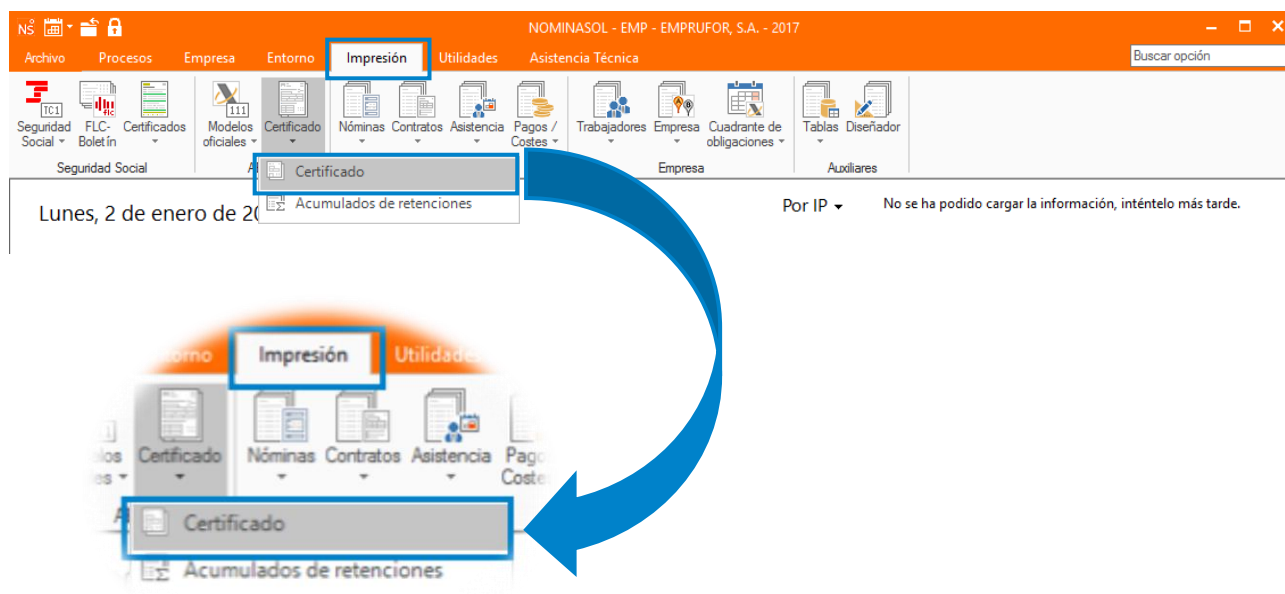 NS
NOMINASOL - EMP - EMPRUFOR, S.A. - 2017
Archivo Procesos Empresa Entorno Impresión Utilidades Asistencia Técnica Buscar opción
TC1 flc 111
Seguridad Social FLC-Boletín Certificados Modelos oficiales Certificado Nóminas Contratos Asistencia Pagos / Costes Trabajadores Empresa Cuadrante de obligaciones Tablas Diseñador
Seguridad Social Empresa Auxiliares
Certificado
Acumulados de retenciones
Lunes, 2 de enero de Por IP No se ha podido cargar la información, inténtelo más tarde.
Impresión
Certificado Nóminas Contratos Asistencia
Certificado
Acumulados de retenciones